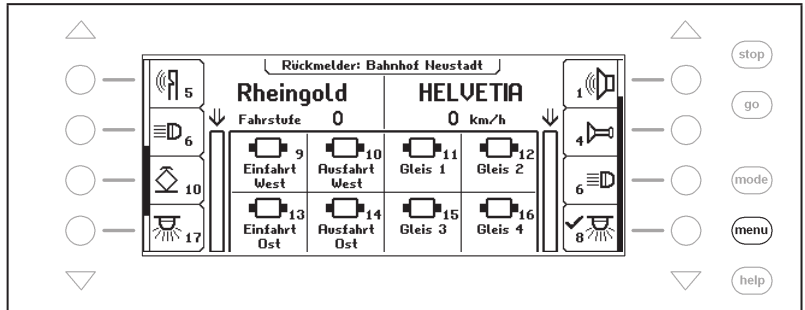 stop
Rückmelder: Bahnhof Neustadt
5
Rheingold HELVETIA
1
go
Fahrstufe 0 0 km/h
6
4
9 10 11 12
Einfahrt West
Ausfahrt West
Gleis 1
Gleis 2
10
6
mode
13 14 15 16
Einfahrt Ost
Ausfahrt Ost
Gleis 3
Gleis 4
17
8
menu
help